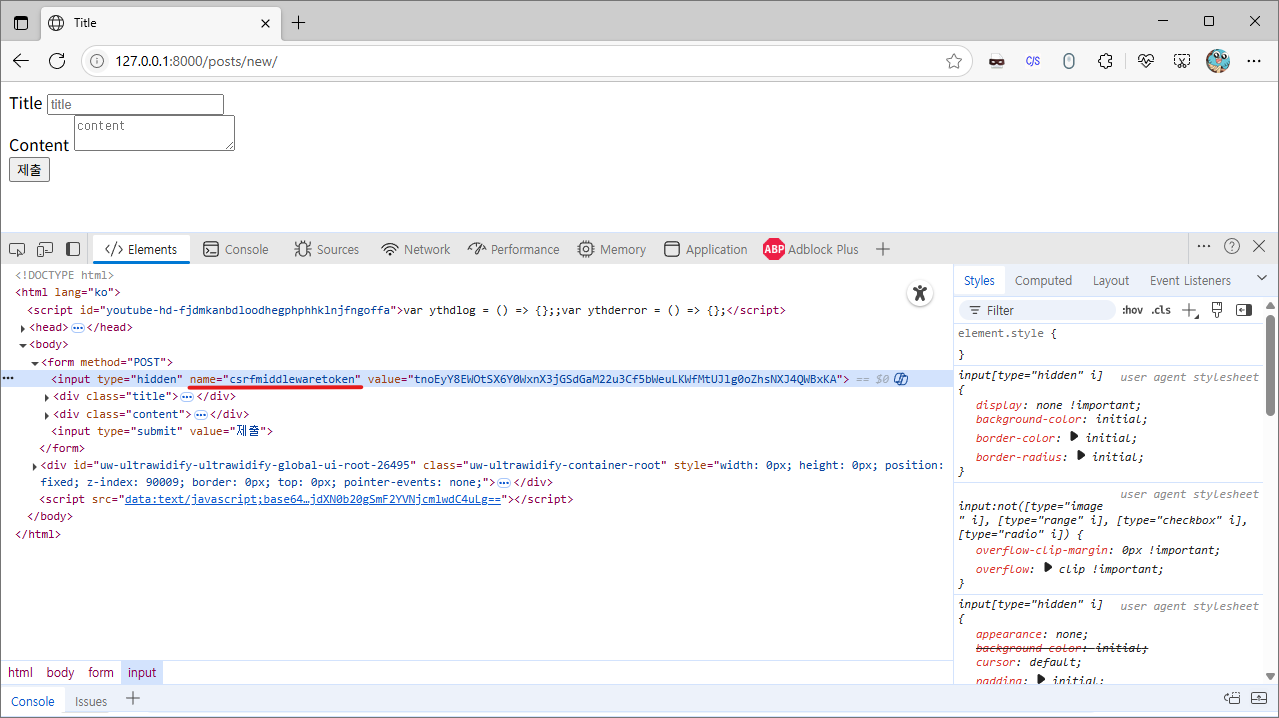 Title
127.0.0.1:8000/posts/new/
Title title
content
Content
제출
Elements Console Sources Network Performance Memory Application ABP Adblock Plus
<!DOCTYPE html>
<html lang="ko">
<script id="youtube-hd-fjdmkanbdloodhegphphhklnjfngoffa">var ythdlog = () => {};;var ythderror = () => {};</script>
<head>…</head>
<body>
<form method="POST">
<input type="hidden" name="csrfmiddlewaretoken" value="tnoEyY8EWOtSX6Y0WxnX3jGSdGaM22u3Cf5bWeuLKWfMtUJlg0oZhsNXJ4QWBxKA"> == $0
<div class="title">…</div>
<div class="content">…</div>
<input type="submit" value="제출">
</form>
<div id="uw-ultrawidify-ultrawidify-global-ui-root-26495" class="uw-ultrawidify-container-root" style="width: 0px; height: 0px; position:
fixed; z-index: 90009; border: 0px; top: 0px; pointer-events: none;">…</div>
<script src="data:text/javascript;base64…jdXN0b20gSmF2YVNjcmlwdC4uLg=="></script>
</body>
</html>
html body form input
Console Issues
Styles Computed Layout Event Listeners
Filter :hov .cls
element.style {
}
input[type="hidden" i] user agent stylesheet
{
display: none !important;
background-color: initial;
border-color: initial;
border-radius: initial;
}
user agent stylesheet
input:not([type="image
" i], [type="range" i], [type="checkbox" i],
[type="radio" i]) {
overflow-clip-margin: 0px !important;
overflow: clip !important;
}
input[type="hidden" i] user agent stylesheet
{
appearance: none;
background-color: initial;
cursor: default;
padding: initial;